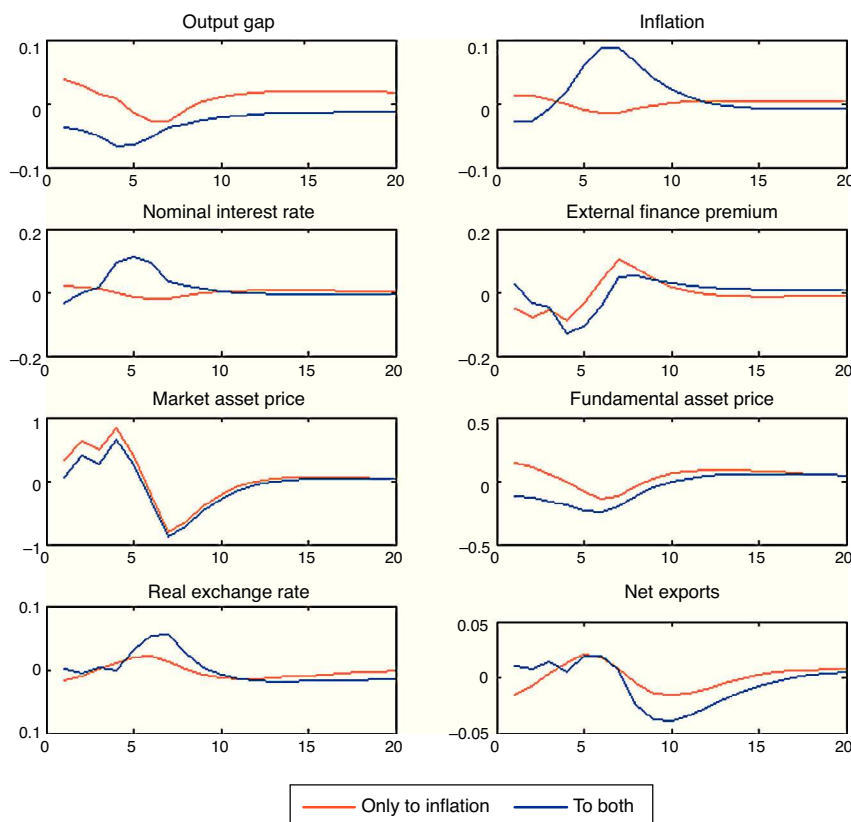 Output gap
0.1
0
−0.1
0 5 10 15 20
Inflation
0.1
0
−0.1
0 5 10 15 20
Nominal interest rate
0.2
0
−0.2
0 5 10 15 20
External finance premium
0.2
0
−0.2
0 5 10 15 20
Market asset price
1
0
−1
0 5 10 15 20
Fundamental asset price
0.5
0
−0.5
0 5 10 15 20
Real exchange rate
0.1
0
0.1
0 5 10 15 20
Net exports
0.05
0
−0.05
0 5 10 15 20
Only to inflation To both